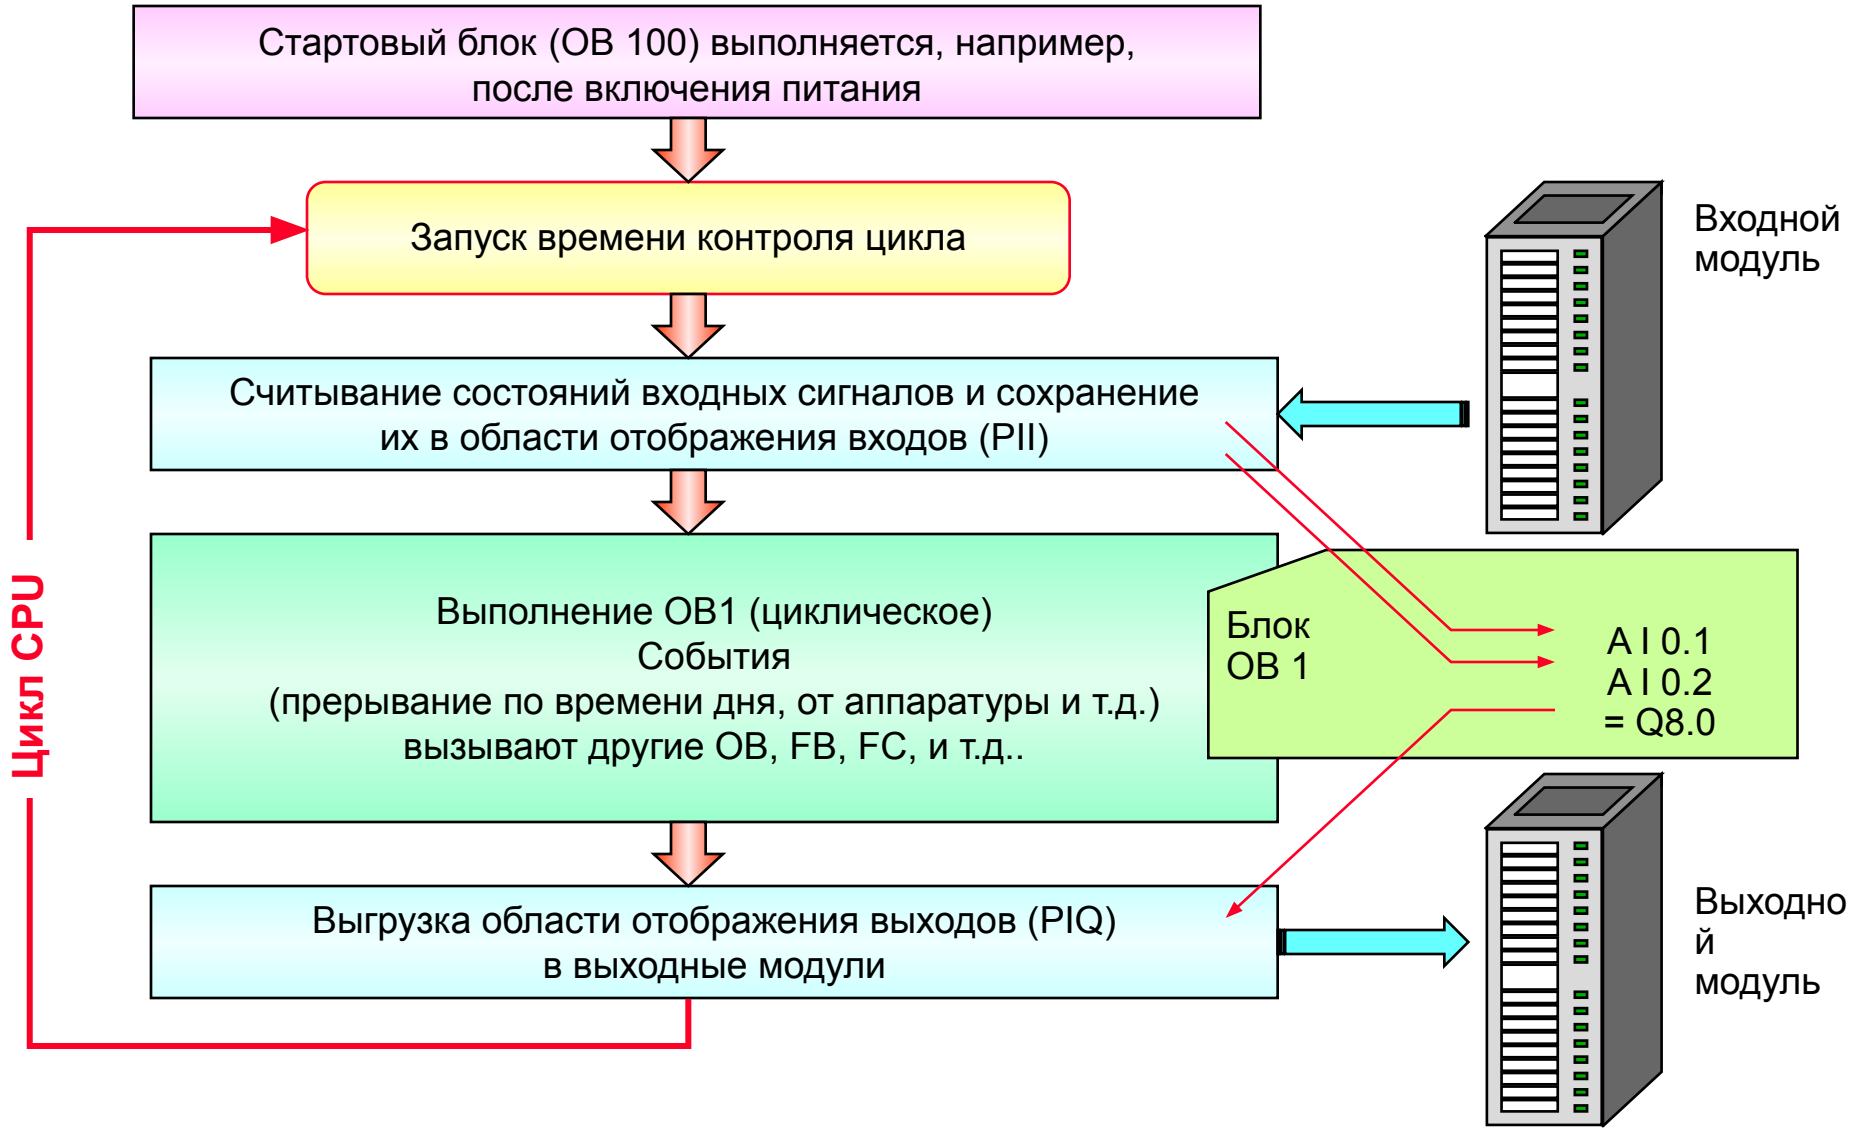 Стартовый блок (OB 100) выполняется, например,
после включения питания
Запуск времени контроля цикла
Входной
модуль
Считывание состояний входных сигналов и сохранение
их в области отображения входов (PII)
Цикл CPU
Выполнение OB1 (циклическое)
События
(прерывание по времени дня, от аппаратуры и т.д.)
вызывают другие OB, FB, FC, и т.д..
Блок
OB 1
A I 0.1
A I 0.2
= Q8.0
Выгрузка области отображения выходов (PIQ)
в выходные модули
Выходно
й
модуль